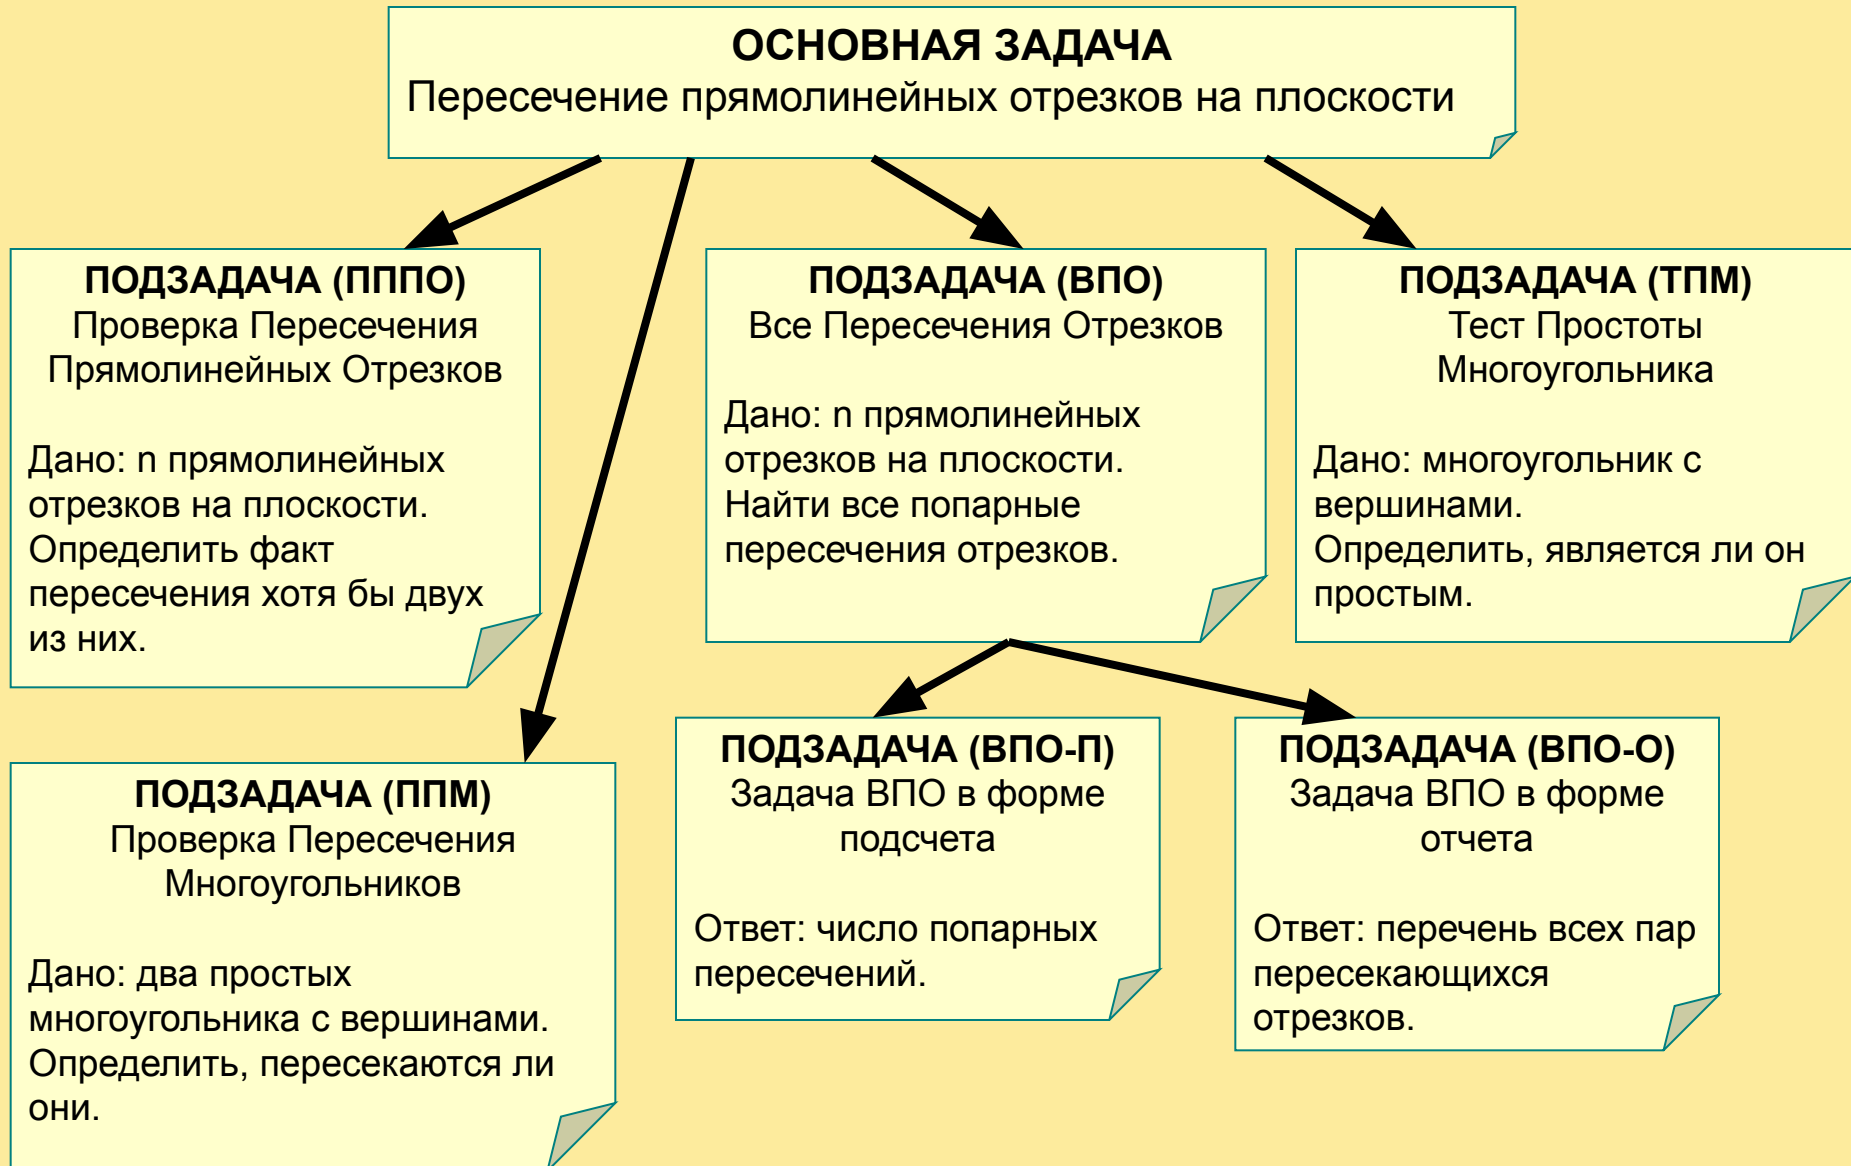 ОСНОВНАЯ ЗАДАЧА
Пересечение прямолинейных отрезков на плоскости
ПОДЗАДАЧА (ПППО)
Проверка Пересечения
Прямолинейных Отрезков
Дано: n прямолинейных
отрезков на плоскости.
Определить факт
пересечения хотя бы двух
из них.
ПОДЗАДАЧА (ВПО)
Все Пересечения Отрезков
Дано: n прямолинейных
отрезков на плоскости.
Найти все попарные
пересечения отрезков.
ПОДЗАДАЧА (ТПМ)
Тест Простоты
Многоугольника
Дано: многоугольник с
вершинами.
Определить, является ли он
простым.
ПОДЗАДАЧА (ППМ)
Проверка Пересечения
Многоугольников
Дано: два простых
многоугольника с вершинами.
Определить, пересекаются ли
они.
ПОДЗАДАЧА (ВПО-П)
Задача ВПО в форме
подсчета
Ответ: число попарных
пересечений.
ПОДЗАДАЧА (ВПО-О)
Задача ВПО в форме
отчета
Ответ: перечень всех пар
пересекающихся
отрезков.